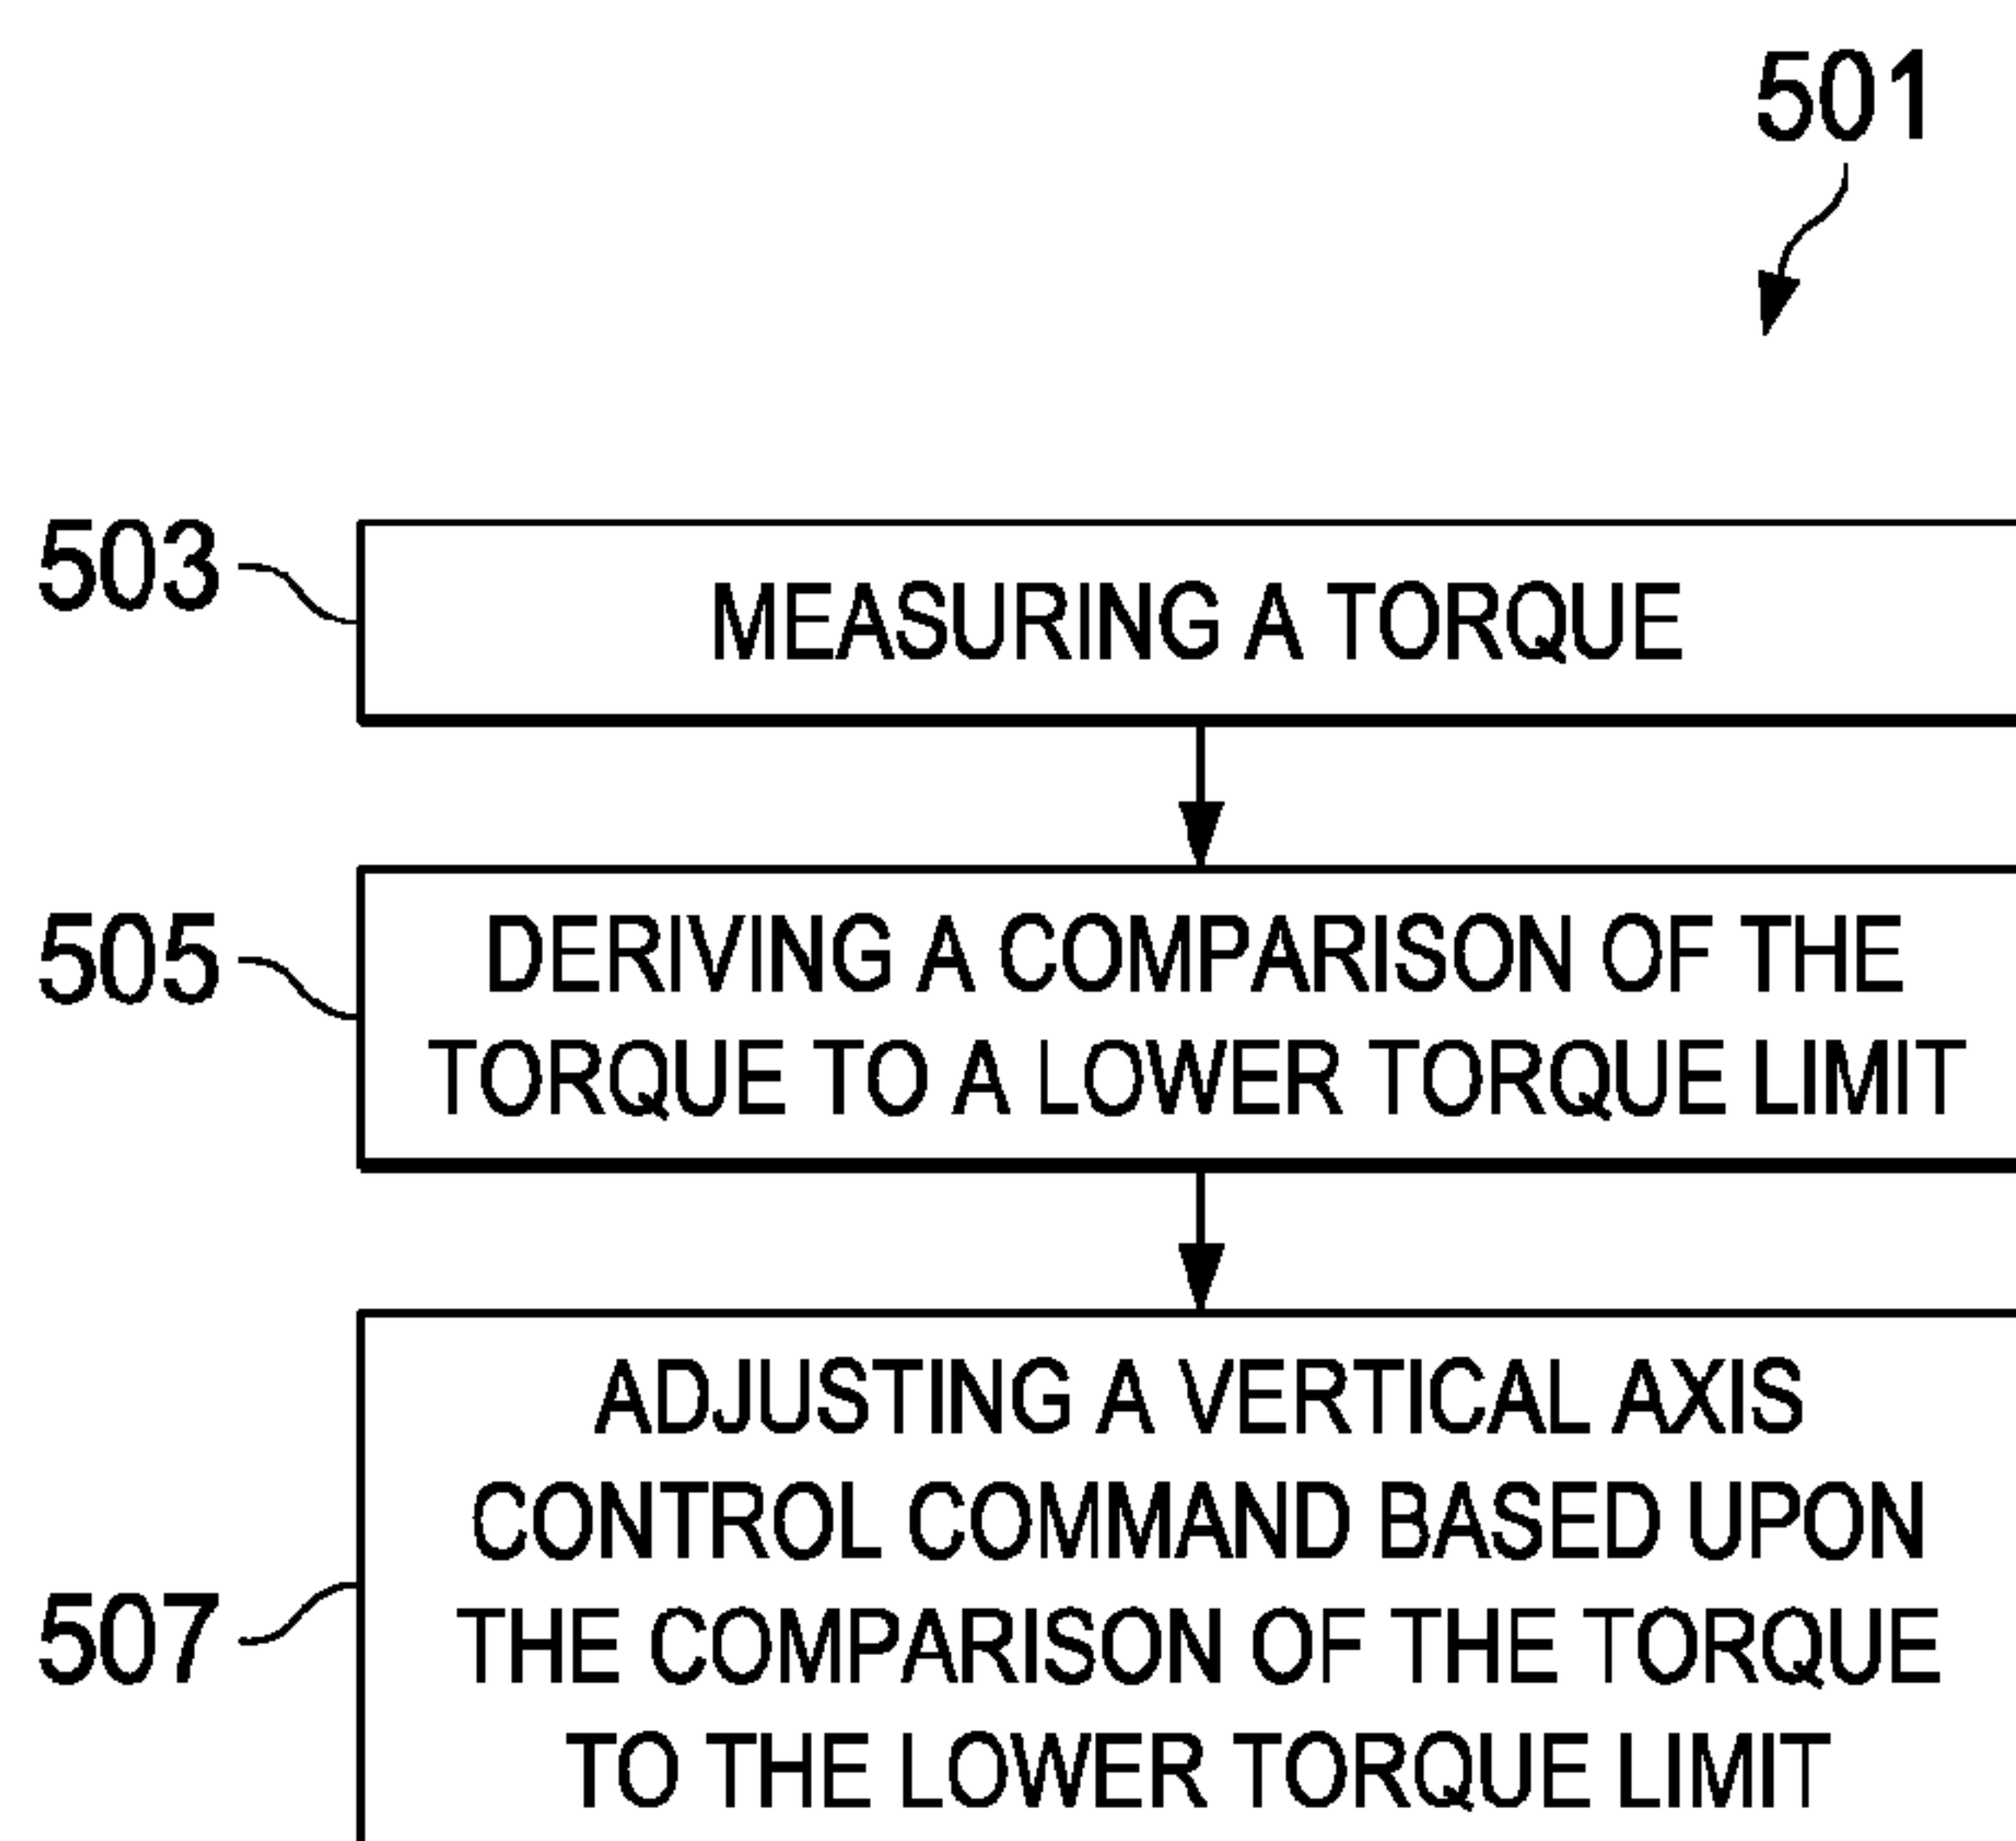 501
503
MEASURING A TORQUE
505
DERIVING A COMPARISON OF THE
TORQUE TO A LOWER TORQUE LIMIT
507
ADJUSTING A VERTICAL AXIS
CONTROL COMMAND BASED UPON
THE COMPARISON OF THE TORQUE
TO THE LOWER TORQUE LIMIT